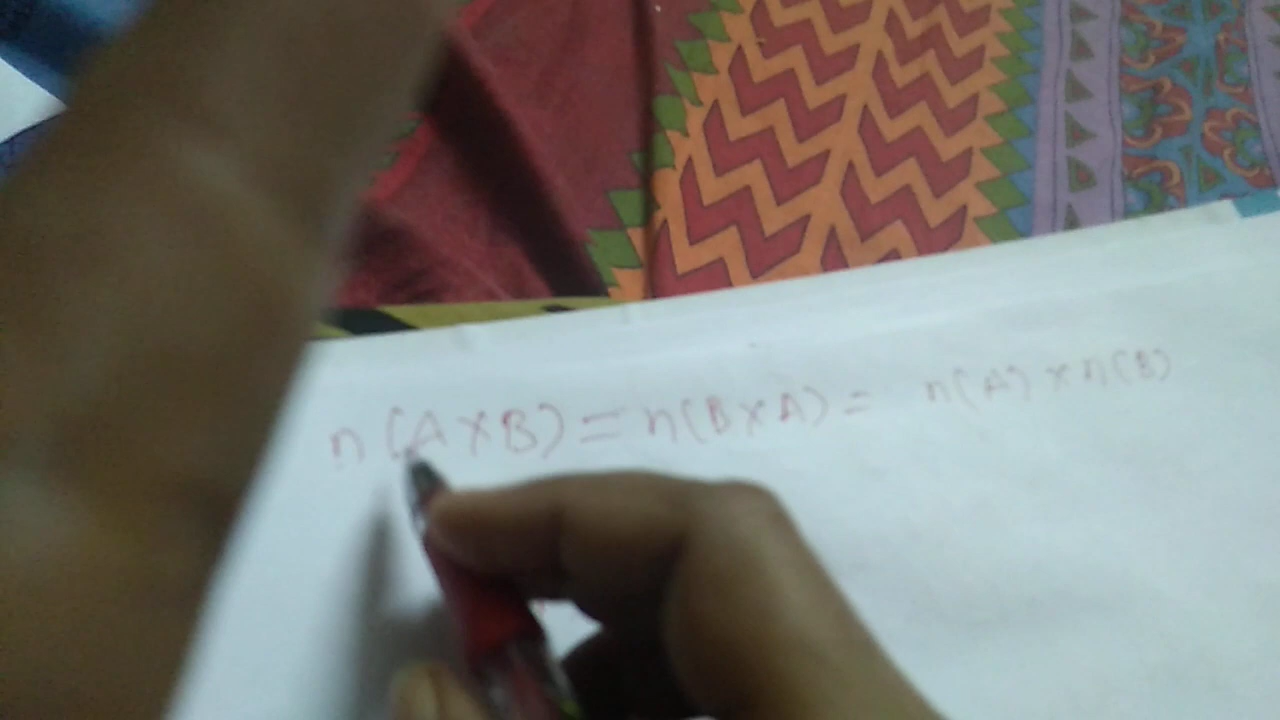 n(A×B) = n(B×A) = n(A) × n(B)